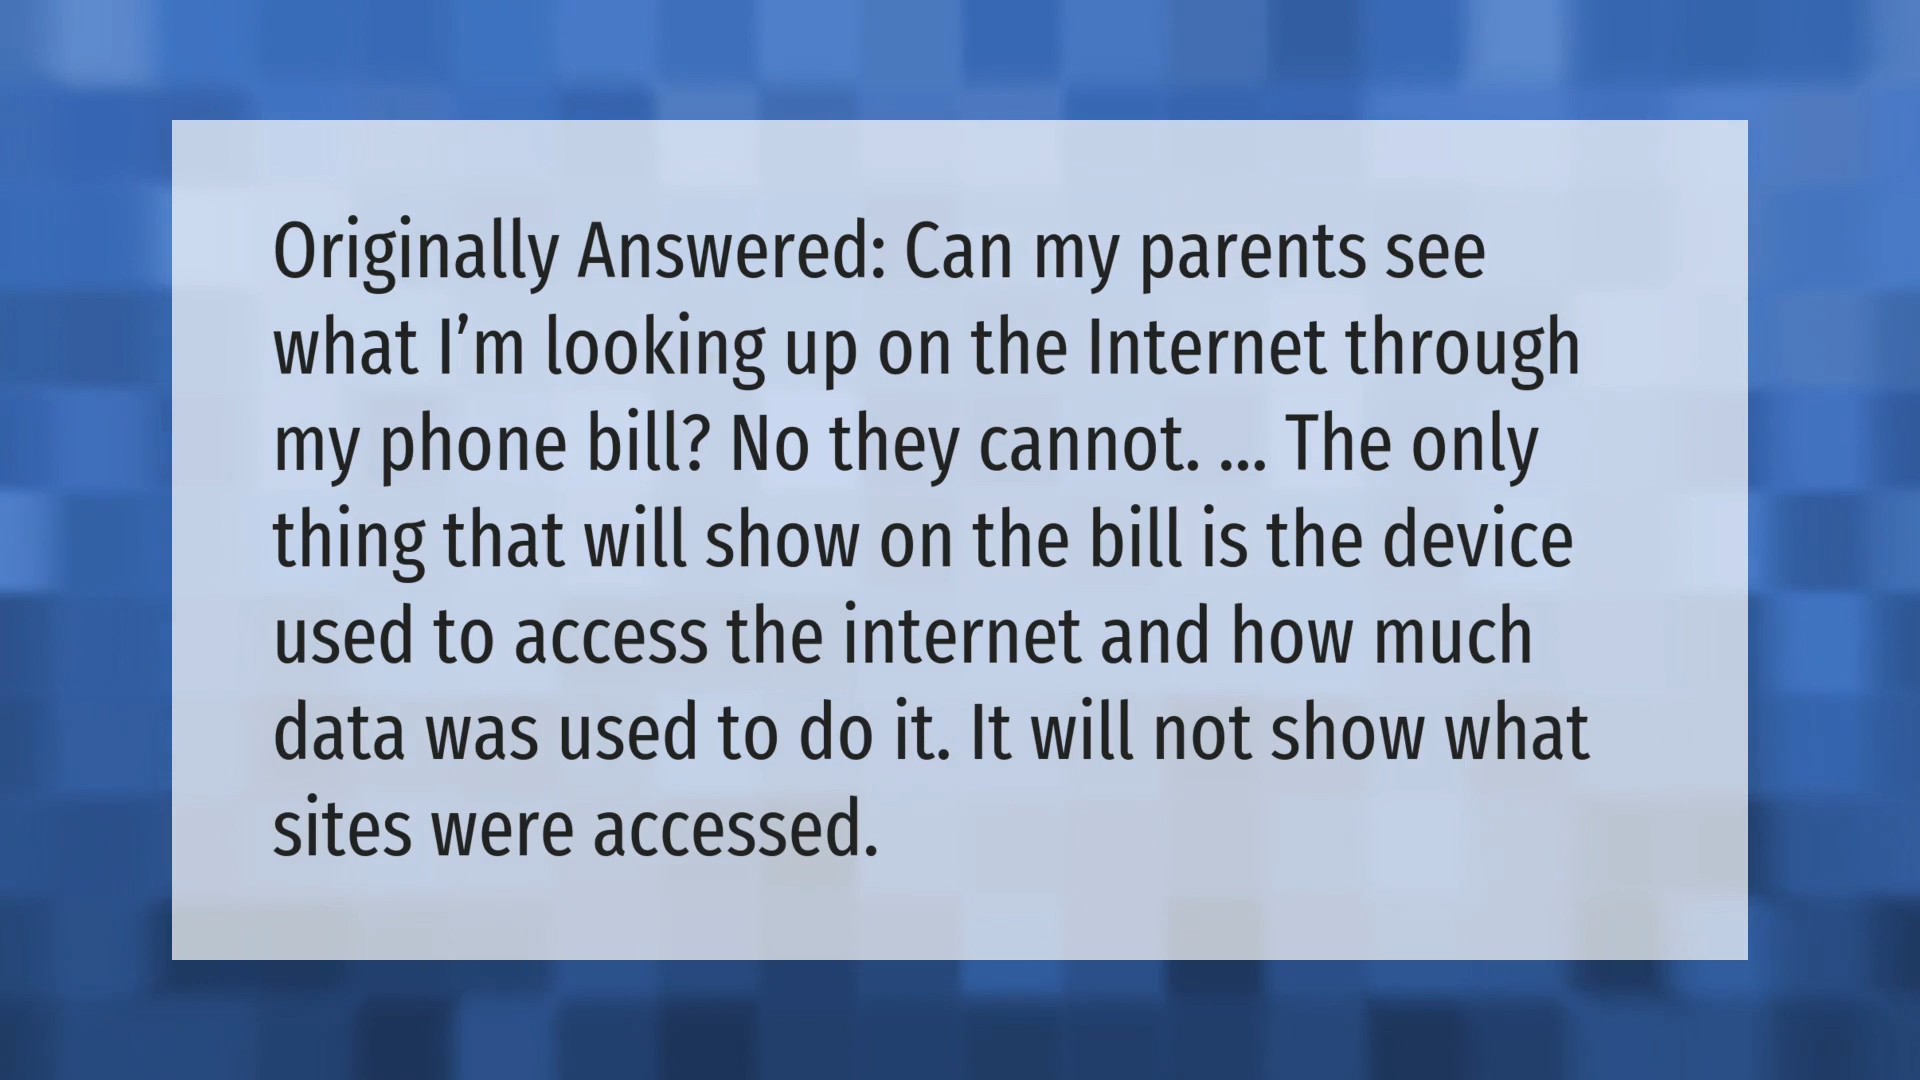 Originally Answered: Can my parents see
what I’m looking up on the Internet through
my phone bill? No they cannot. ... The only
thing that will show on the bill is the device
used to access the internet and how much
data was used to do it. It will not show what
sites were accessed.